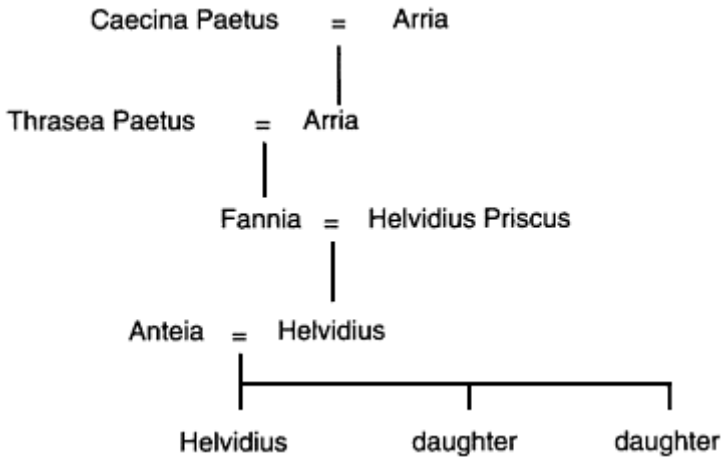 Caecina Paetus = Arria
Thrasea Paetus = Arria
Fannia = Helvidius Priscus
Anteia = Helvidius
Helvidius daughter daughter